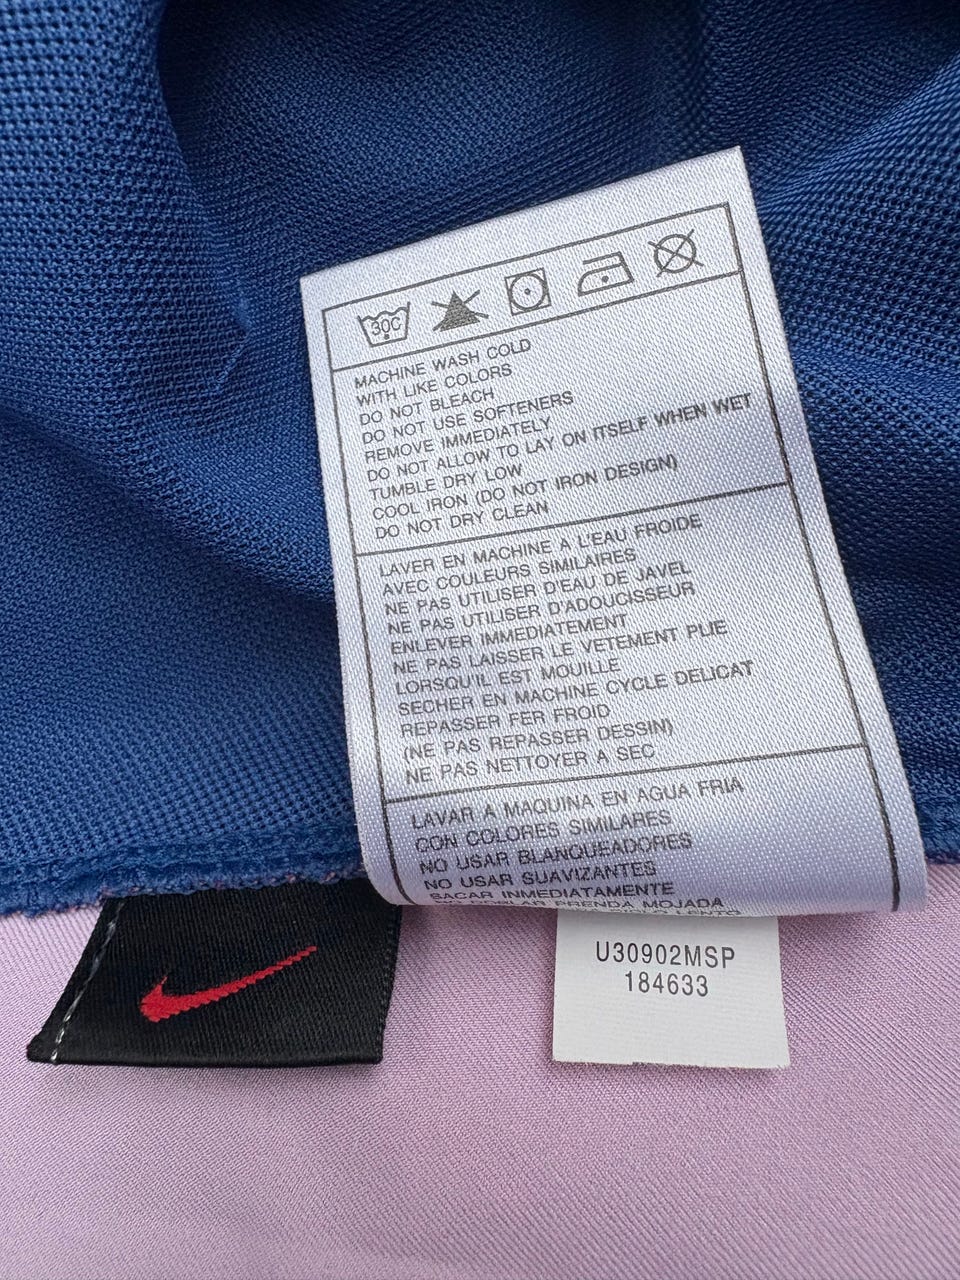 30C
MACHINE WASH COLD
WITH LIKE COLORS
DO NOT BLEACH
DO NOT USE SOFTENERS
REMOVE IMMEDIATELY
DO NOT ALLOW TO LAY ON ITSELF WHEN WET
TUMBLE DRY LOW
COOL IRON (DO NOT IRON DESIGN)
DO NOT DRY CLEAN
LAVER EN MACHINE A L'EAU FROIDE
AVEC COULEURS SIMILAIRES
NE PAS UTILISER D'EAU DE JAVEL
NE PAS UTILISER D'ADOUCISSEUR
ENLEVER IMMEDIATEMENT
NE PAS LAISSER LE VETEMENT PLIE
LORSQU'IL EST MOUILLE
SECHER EN MACHINE CYCLE DELICAT
REPASSER FER FROID
(NE PAS REPASSER DESSIN)
NE PAS NETTOYER A SEC
LAVAR A MAQUINA EN AGUA FRIA
CON COLORES SIMILARES
NO USAR BLANQUEADORES
NO USAR SUAVIZANTES
SACAR INMEDIATAMENTE
NO DOBLAR PRENDA MOJADA
U30902MSP
184633